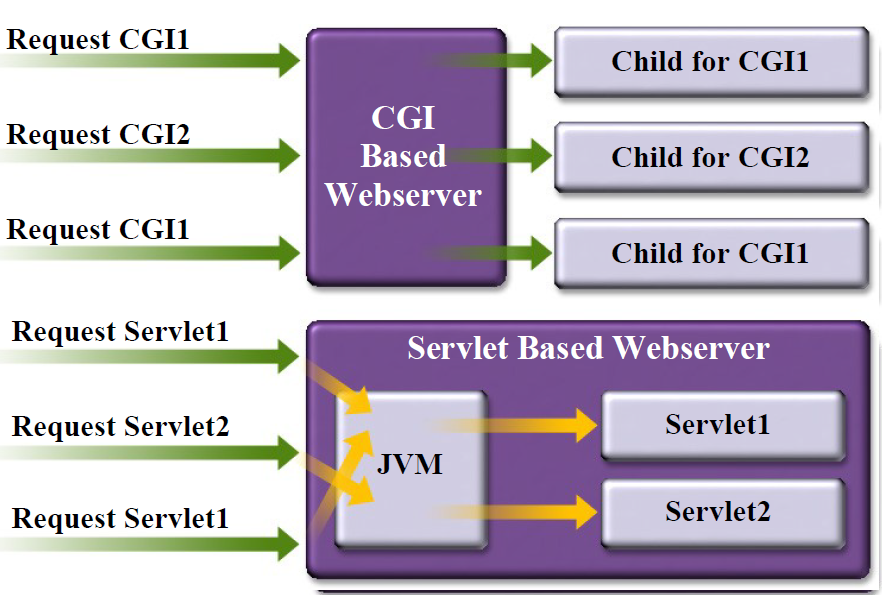 Request CGI1
Request CGI2
Request CGI1
CGI
Based
Webserver
Child for CGI1
Child for CGI2
Child for CGI1
Request Servlet1
Request Servlet2
Request Servlet1
Servlet Based Webserver
JVM
Servlet1
Servlet2